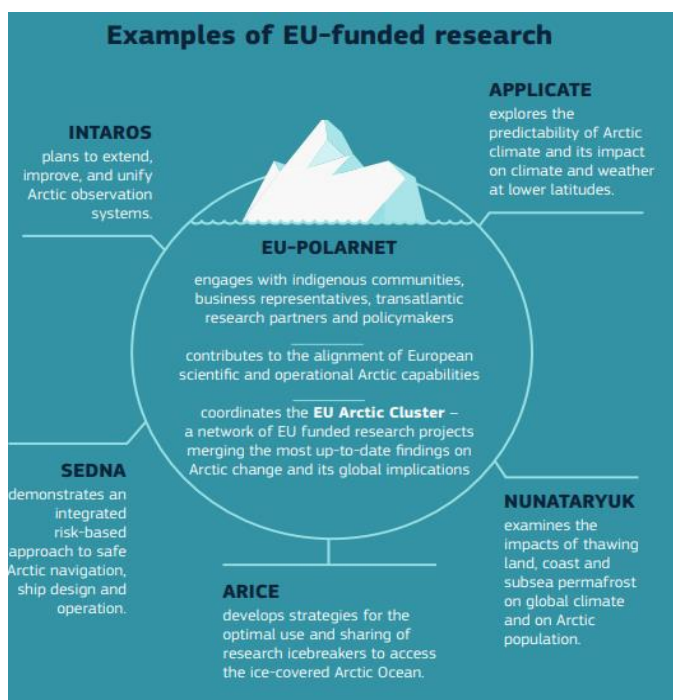 Examples of EU-funded research
INTAROS
plans to extend,
improve, and unify
Arctic observation
systems.
APPLICATE
explores the
predictability of Arctic
climate and its impact
on climate and weather
at lower latitudes.
EU-POLARNET
engages with indigenous communities,
business representatives, transatlantic
research partners and policymakers
contributes to the alignment of European
scientific and operational Arctic capabilities
coordinates the EU Arctic Cluster –
a network of EU funded research projects
merging the most up-to-date findings on
Arctic change and its global implications
SEDNA
demonstrates an
integrated
risk-based
approach to safe
Arctic navigation,
ship design and
operation.
ARICE
develops strategies for the
optimal use and sharing of
research icebreakers to access
the ice-covered Arctic Ocean.
NUNATARYUK
examines the
impacts of thawing
land, coast and
subsea permafrost
on global climate
and on Arctic
population.